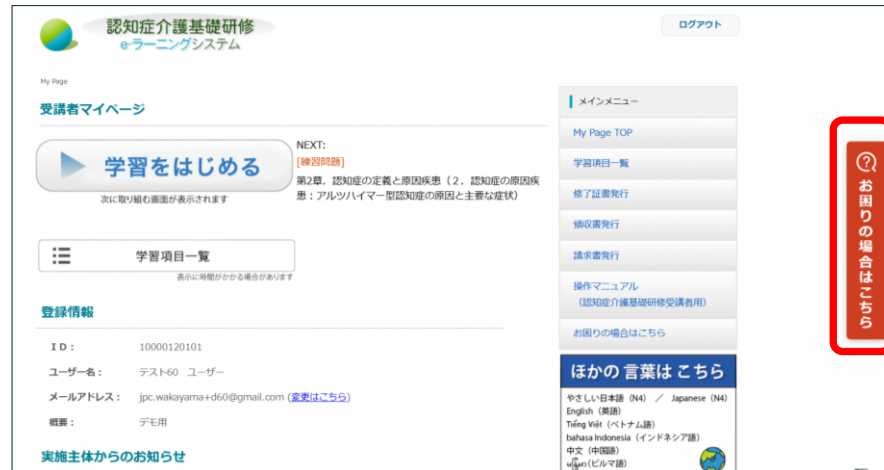 認知症介護基礎研修
e-ラーニングシステム
ログアウト
My Page
受講者マイページ
学習をはじめる
次に取り組む画面が表示されます
NEXT:
[練習問題]
第2章．認知症の定義と原因疾患（2．認知症の原因疾
患：アルツハイマー型認知症の原因と主要な症状）
学習項目一覧
表示に時間がかかる場合があります
登録情報
ID：
10000120101
ユーザー名：
テスト60 ユーザー
メールアドレス：
jpc.wakayama+d60@gmail.com (変更はこちら)
概要：
デモ用
実施主体からのお知らせ
メインメニュー
My Page TOP
学習項目一覧
修了証書発行
領収書発行
請求書発行
操作マニュアル
（認知症介護基礎研修受講者用）
お困りの場合はこちら
ほかの 言葉は こちら
やさしい日本語（N4） ／ Japanese（N4）
English（英語）
Tiếng Việt（ベトナム語）
bahasa Indonesia（インドネシア語）
中文（中国語）
(ビルマ語)
お困りの場合はこちら